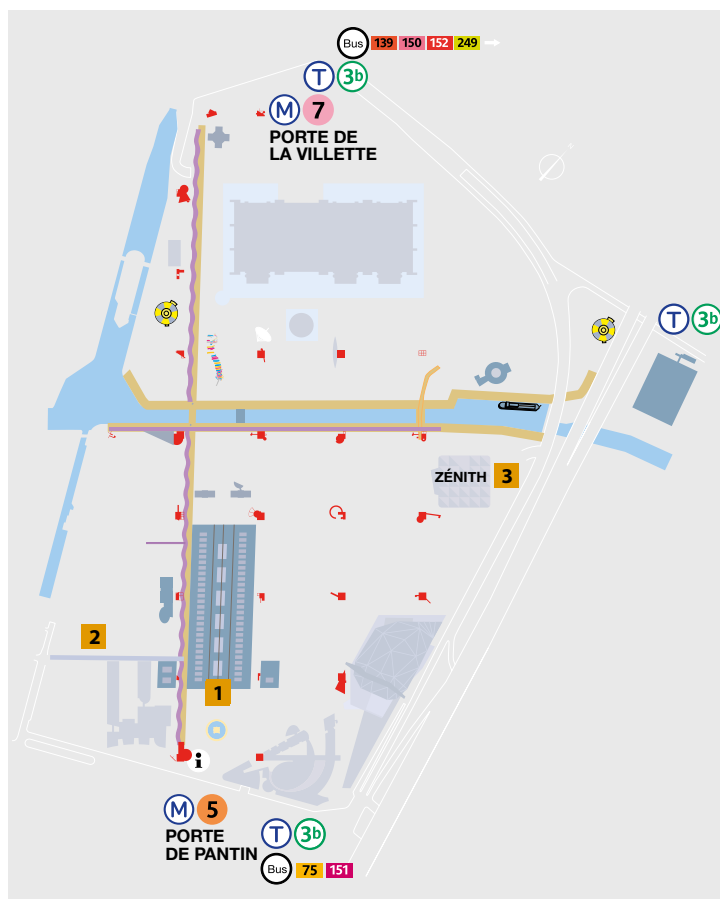 Bus 139 150 152 249
T 3b
M 7
PORTE DE
LA VILLETTE
T 3b
ZÉNITH 3
2
1
i
M 5
PORTE
DE PANTIN
T 3b
Bus 75 151